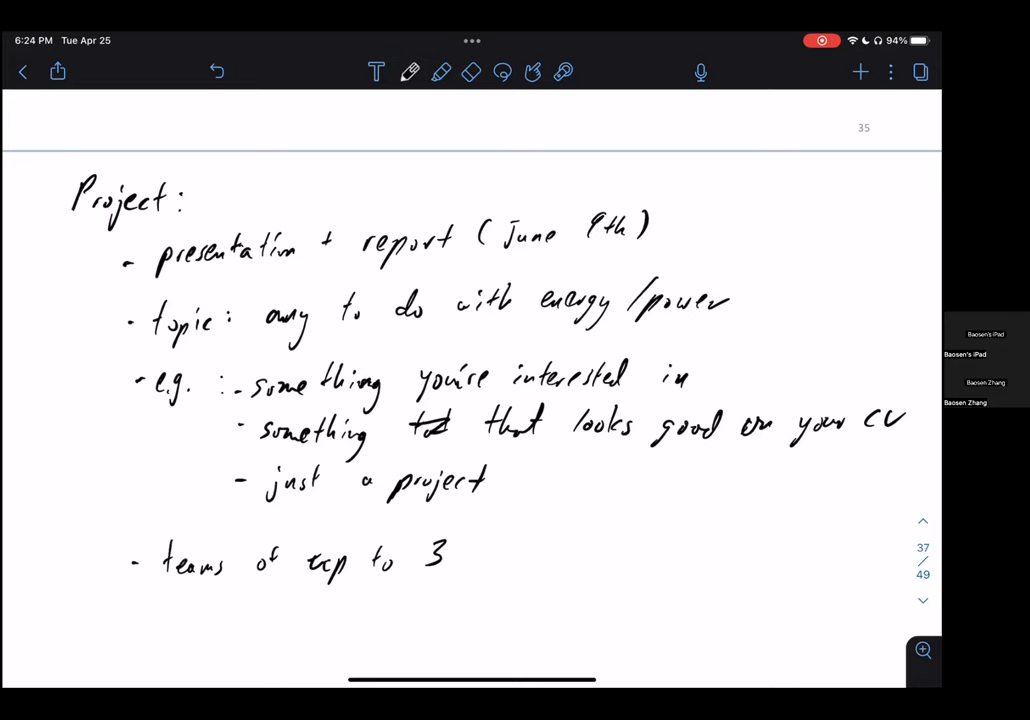 6:24 PM Tue Apr 25
94%
35
Project:
- presentation + report (June 9th)
- topic: any to do with energy/power
- e.g. : - something you're interested in
- something that looks good on your CV
- just a project
- teams of up to 3
37
/
49
Baosen's iPad
Baosen's iPad
Baosen Zhang
Baosen Zhang